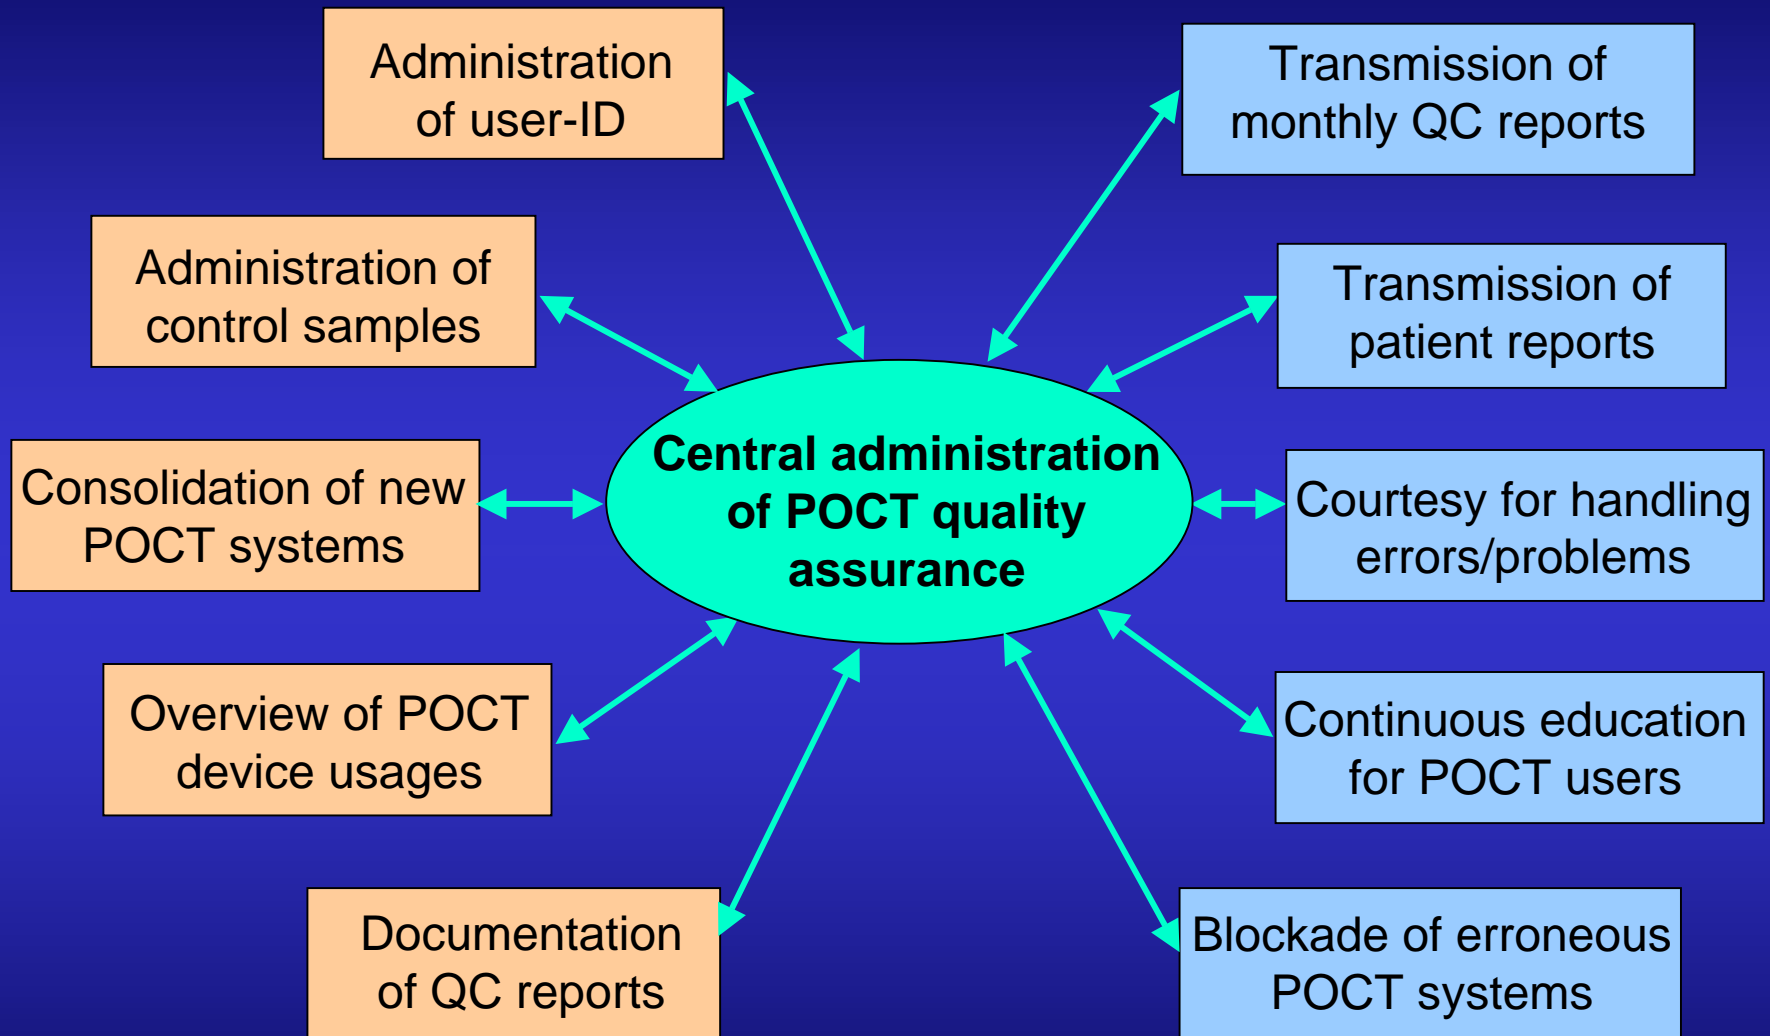 Administration
of user-ID
Transmission of
monthly QC reports
Administration of
control samples
Transmission of
patient reports
Consolidation of new
POCT systems
Central administration
of POCT quality
assurance
Courtesy for handling
errors/problems
Overview of POCT
device usages
Continuous education
for POCT users
Documentation
of QC reports
Blockade of erroneous
POCT systems